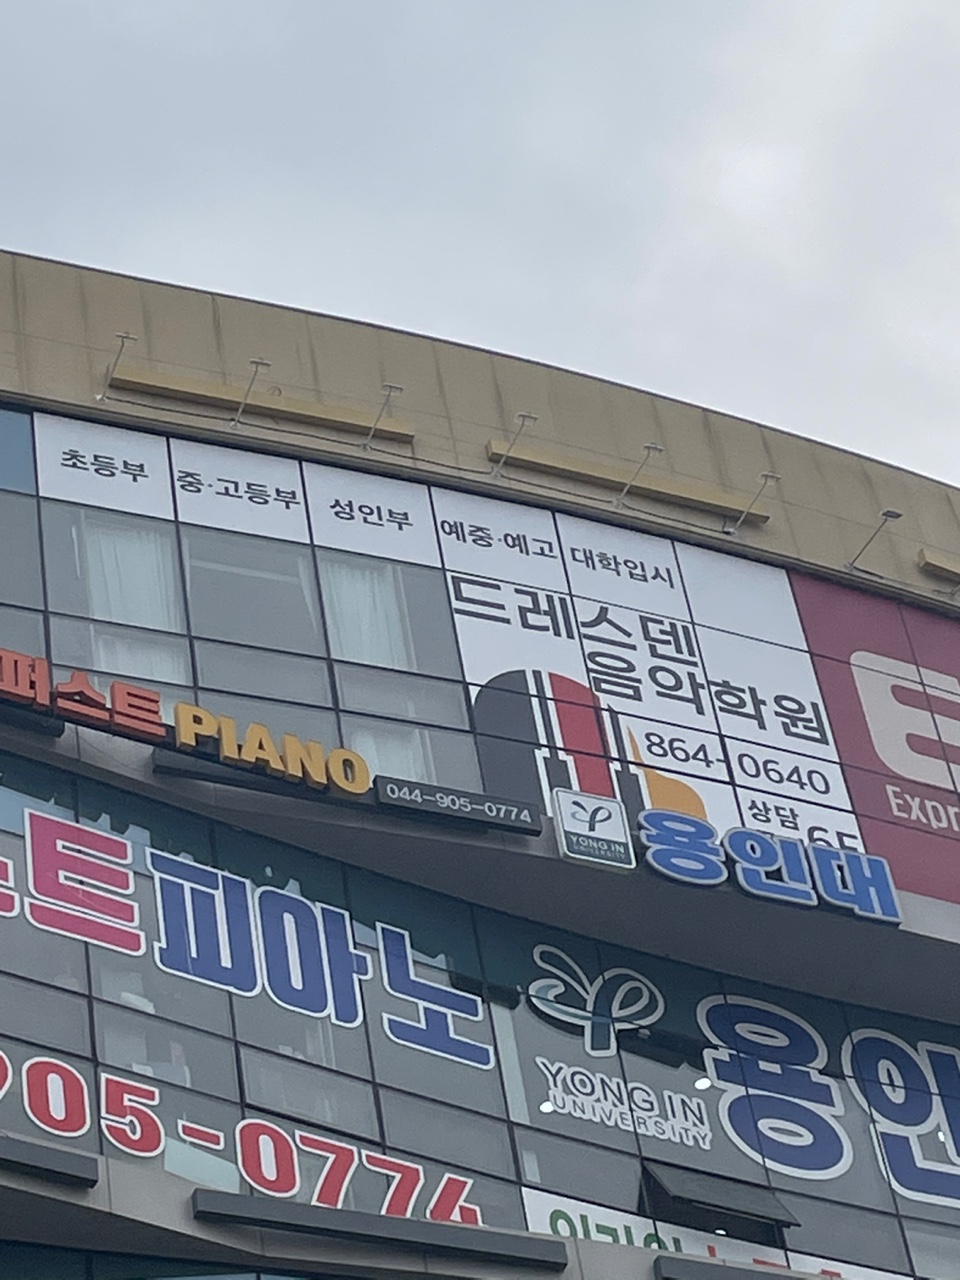 초등부 중·고등부 성인부 예중·예고 대학입시
드레스덴
음악학원
864-0640
상담
퍼스트 PIANO
044-905-0774
YONG IN
UNIVERSITY
용인대
트피아노
905-0774
YONG IN
UNIVERSITY
용인